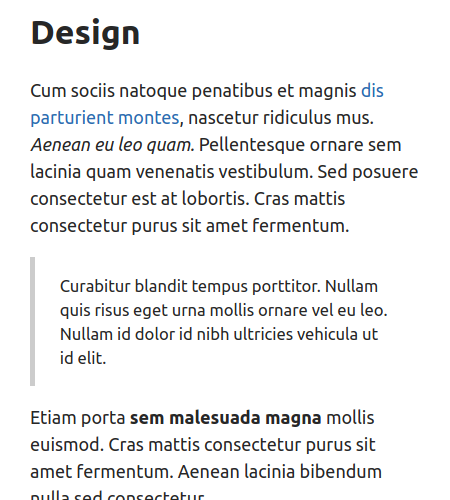 Design
Cum sociis natoque penatibus et magnis dis
parturient montes, nascetur ridiculus mus.
Aenean eu leo quam. Pellentesque ornare sem
lacinia quam venenatis vestibulum. Sed posuere
consectetur est at lobortis. Cras mattis
consectetur purus sit amet fermentum.
Curabitur blandit tempus porttitor. Nullam
quis risus eget urna mollis ornare vel eu leo.
Nullam id dolor id nibh ultricies vehicula ut
id elit.
Etiam porta sem malesuada magna mollis
euismod. Cras mattis consectetur purus sit
amet fermentum. Aenean lacinia bibendum
nulla sed consectetur.